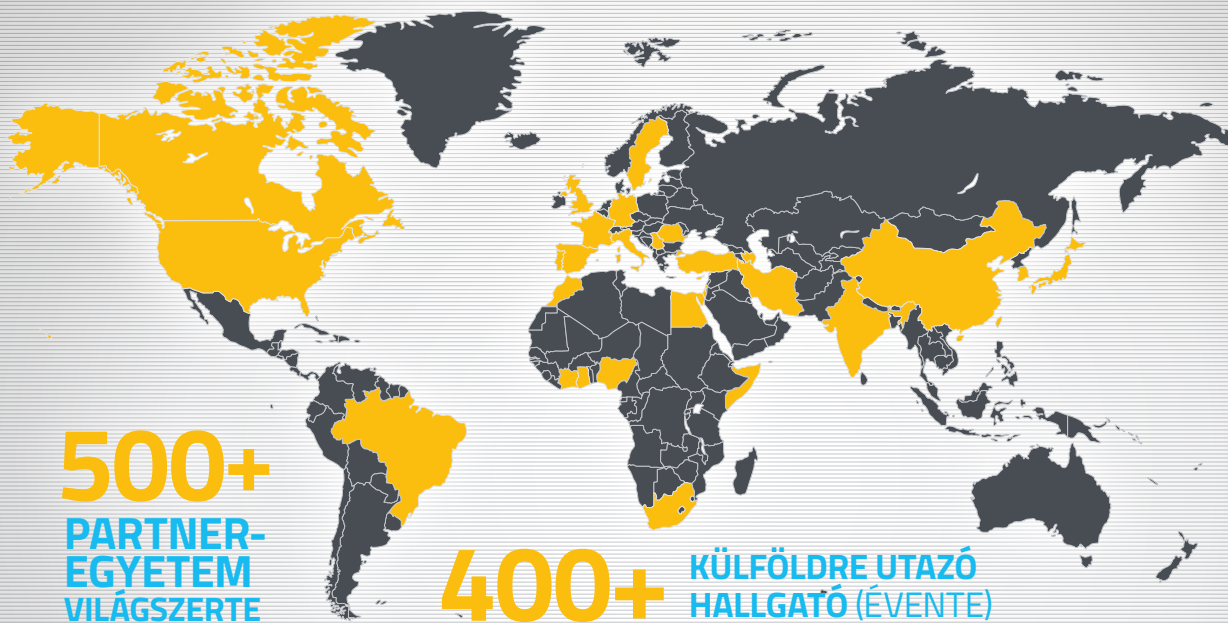 500+
PARTNER-
EGYETEM
VILÁGSZERTE
400+
KÜLFÖLDRE UTAZÓ
HALLGATÓ (ÉVENTE)